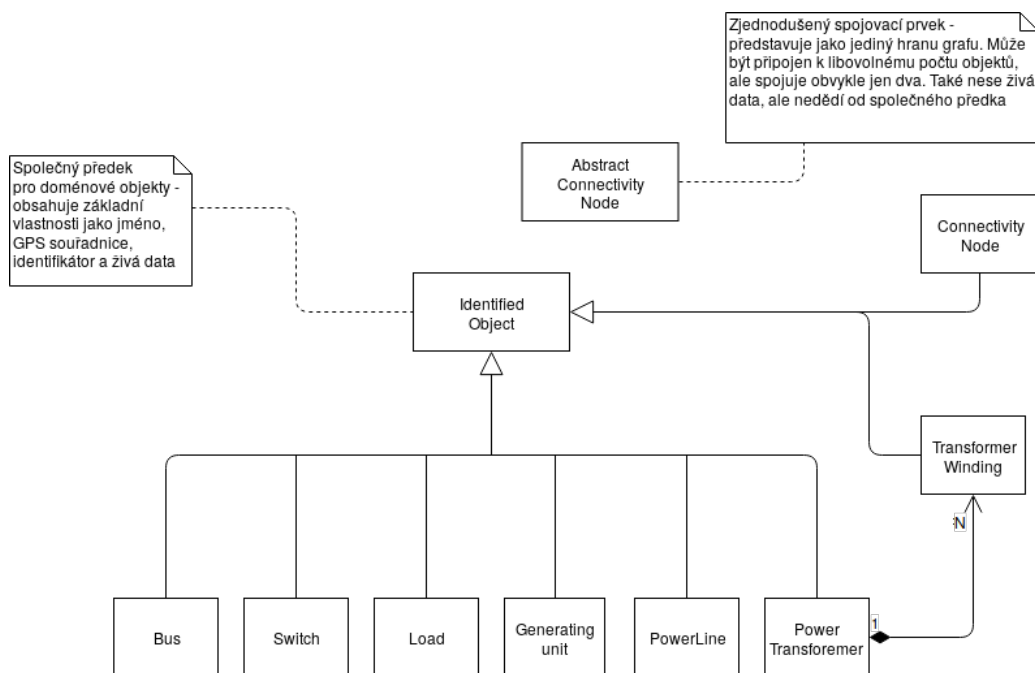 Zjednodušený spojovací prvek -
představuje jako jediný hranu grafu. Může
být připojen k libovolnému počtu objektů,
ale spojuje obvykle jen dva. Také nese živá
data, ale nedědí od společného předka
Společný předek
pro doménové objekty -
obsahuje základní
vlastnosti jako jméno,
GPS souřadnice,
identifikátor a živá data
Abstract
Connectivity
Node
Connectivity
Node
Identified
Object
Transformer
Winding
N
Bus
Switch
Load
Generating
unit
PowerLine
Power
Transforemer
1